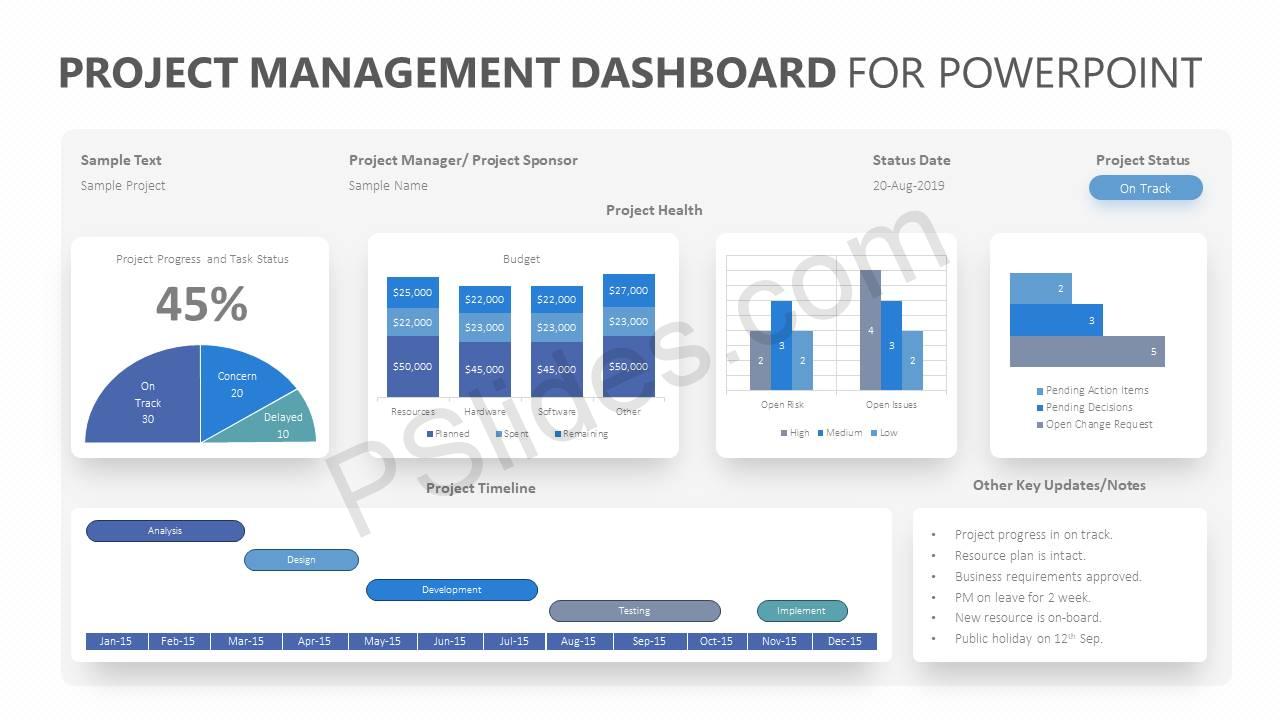 PROJECT MANAGEMENT DASHBOARD FOR POWERPOINT
Sample Text
Sample Project
Project Manager/ Project Sponsor
Sample Name
Status Date
20-Aug-2019
Project Status
On Track
Project Health
Project Progress and Task Status
45%
On
Track
30
Concern
20
Delayed
10
Budget
$25,000 $22,000 $22,000 $27,000
$22,000 $23,000 $23,000 $23,000
$50,000 $45,000 $45,000 $50,000
Resources Hardware Software Other
Planned Spent Remaining
2 3 2 4 3 2
Open Risk Open Issues
High Medium Low
2
3
5
Pending Action Items
Pending Decisions
Open Change Request
PSlides.com
Project Timeline
Analysis
Design
Development
Testing
Implement
Jan-15 Feb-15 Mar-15 Apr-15 May-15 Jun-15 Jul-15 Aug-15 Sep-15 Oct-15 Nov-15 Dec-15
Other Key Updates/Notes
• Project progress in on track.
• Resource plan is intact.
• Business requirements approved.
• PM on leave for 2 week.
• New resource is on-board.
• Public holiday on 12th Sep.